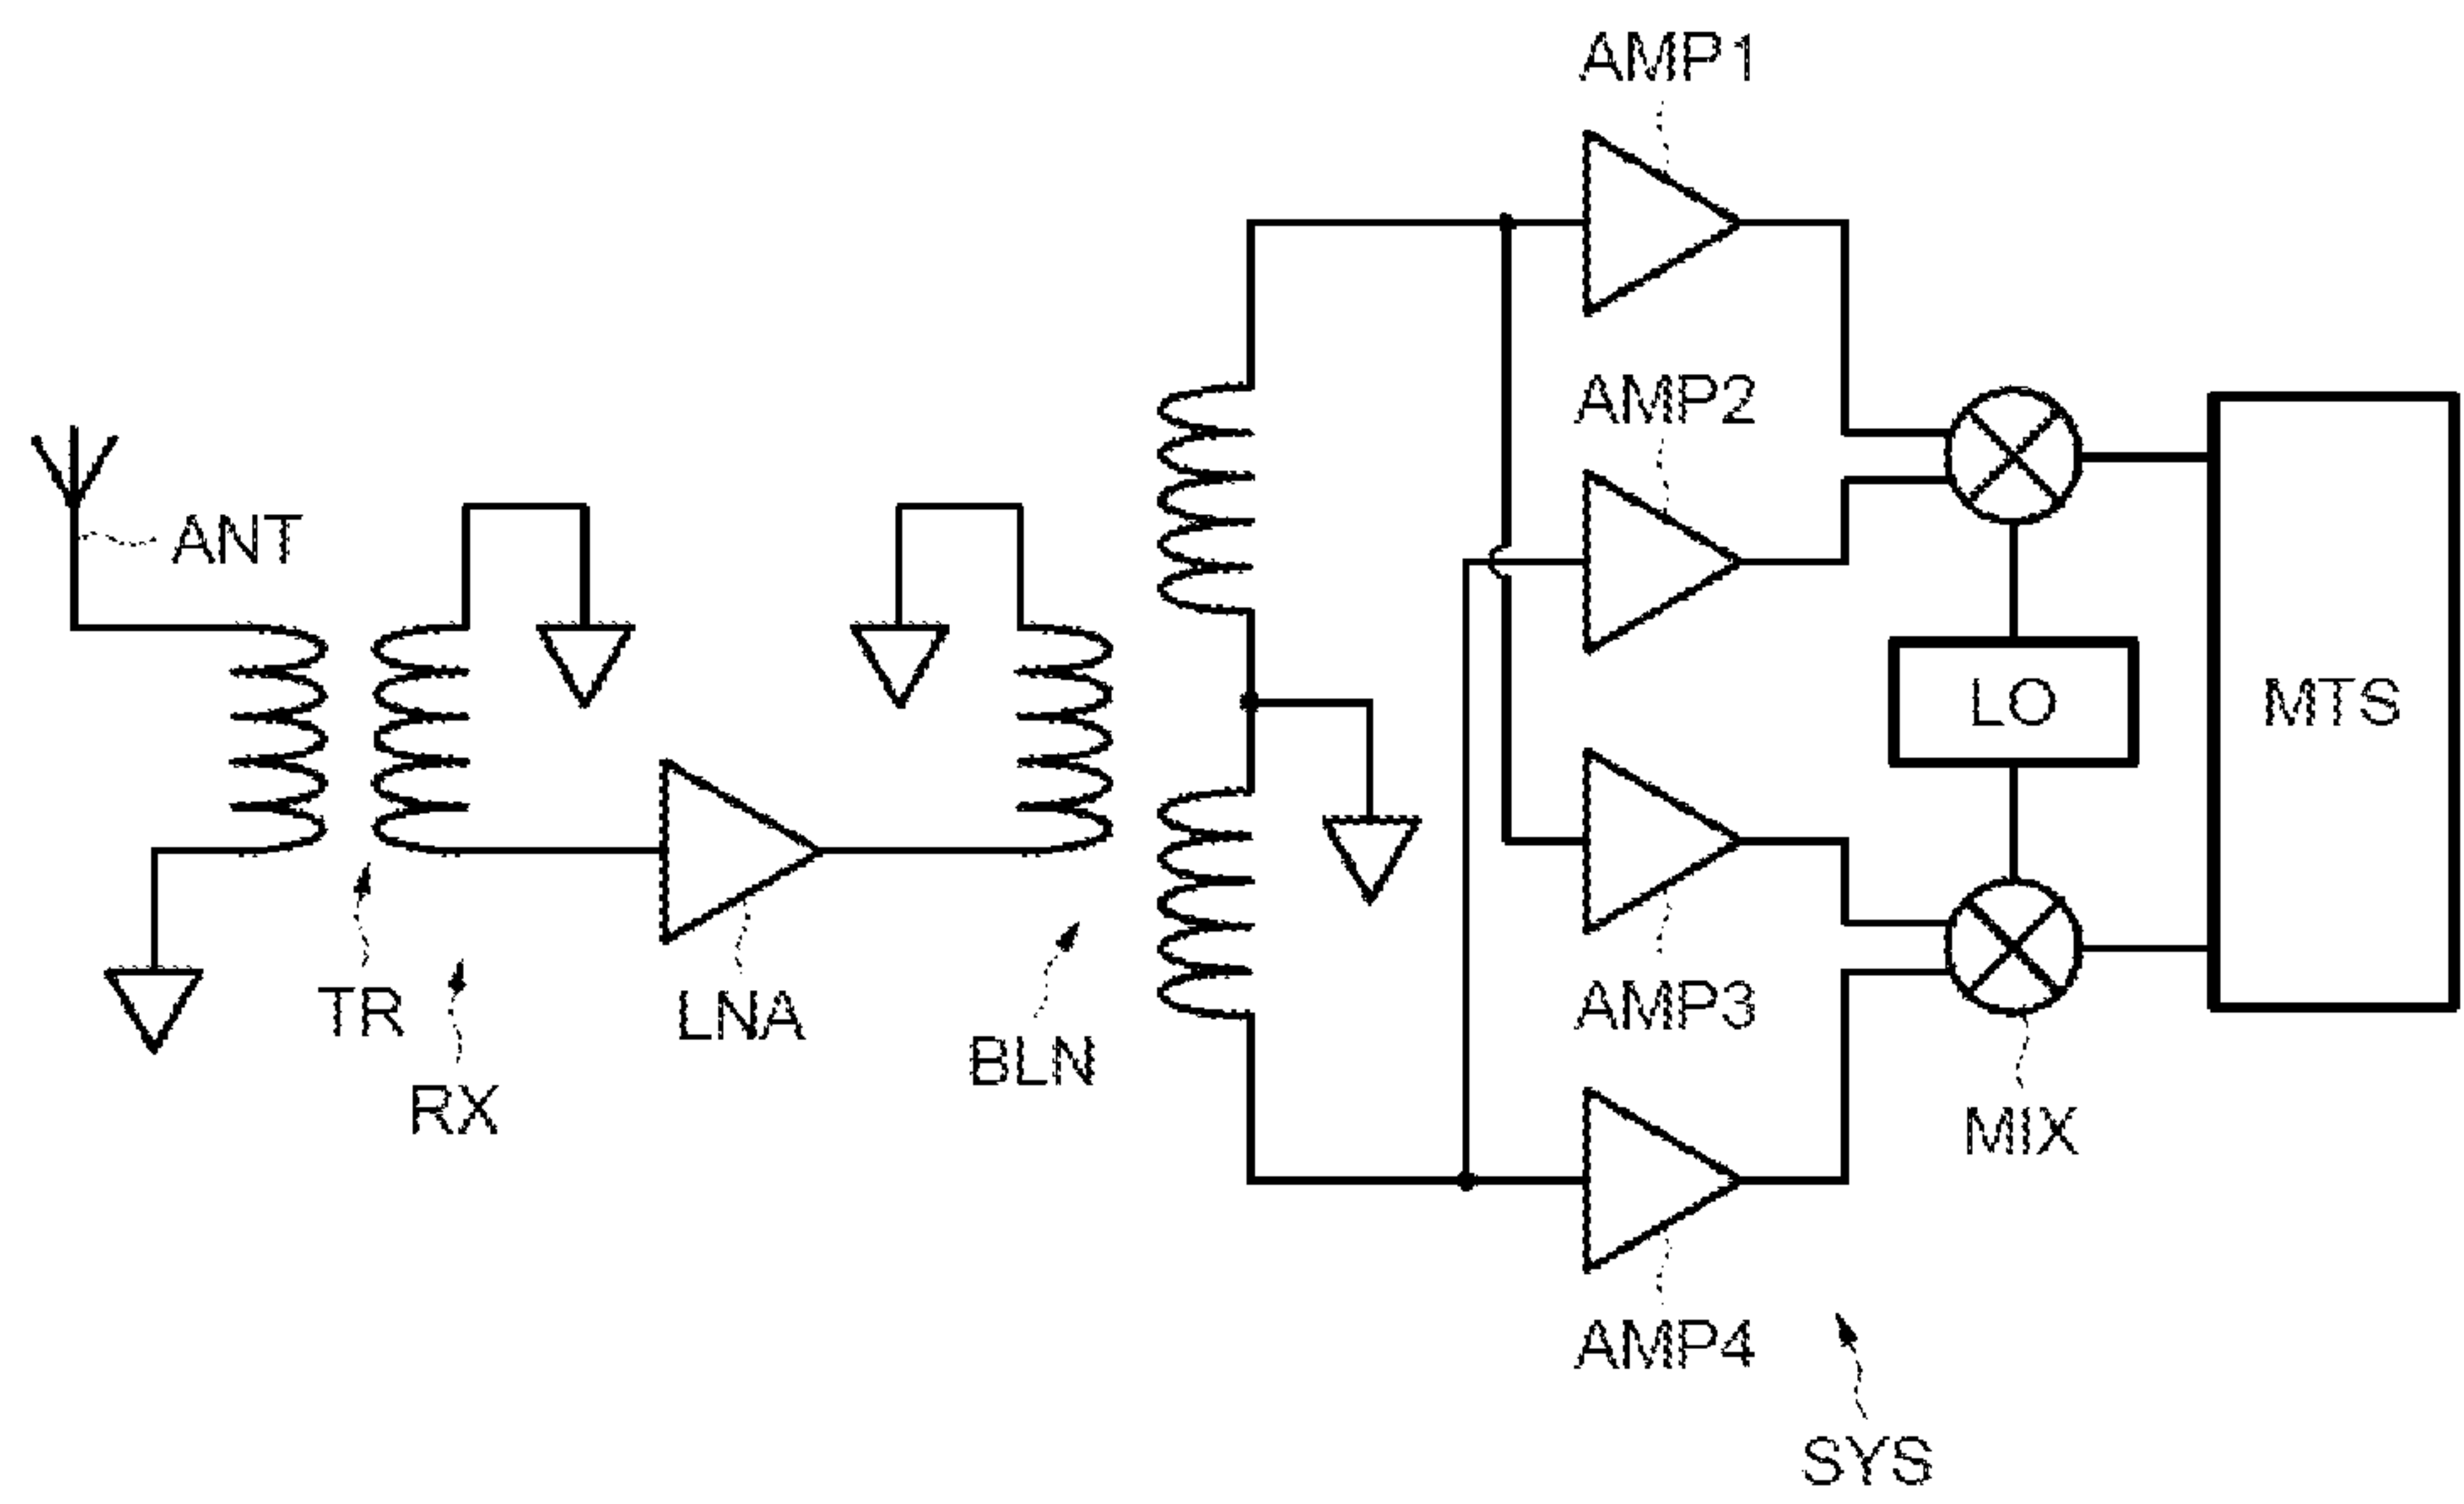 AMP1
AMP2
ANT
LO
MTS
TR
LNA
AMP3
BLN
RX
MIX
AMP4
SYS